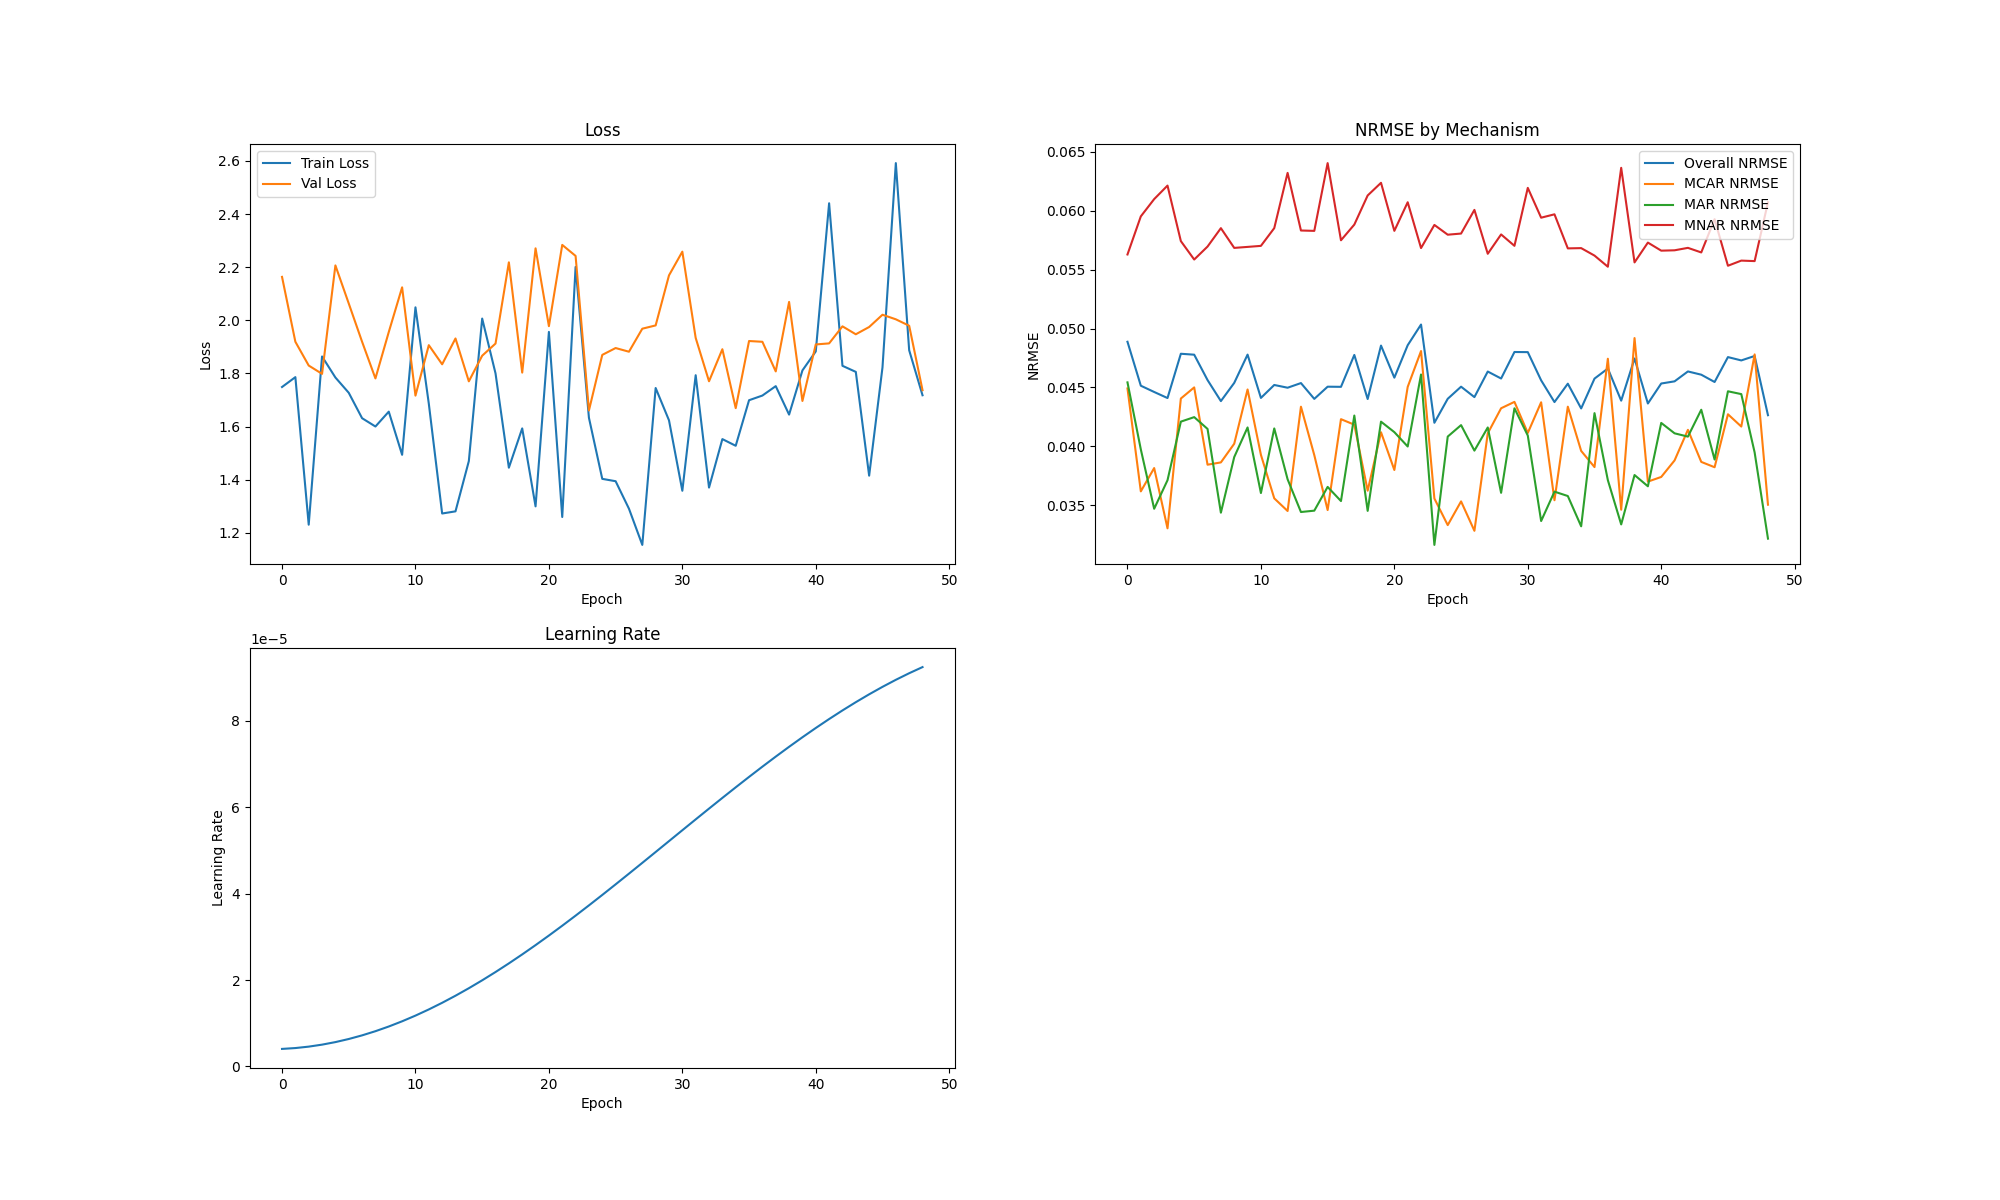 Loss
2.6
2.4
2.2
2.0
1.8
1.6
1.4
1.2
Loss
Train Loss
Val Loss
0
10
20
30
40
50
Epoch
NRMSE by Mechanism
0.065
0.060
0.055
0.050
0.045
0.040
0.035
NRMSE
Overall NRMSE
MCAR NRMSE
MAR NRMSE
MNAR NRMSE
0
10
20
30
40
50
Epoch
Learning Rate
1e−5
8
6
4
2
0
Learning Rate
0
10
20
30
40
50
Epoch